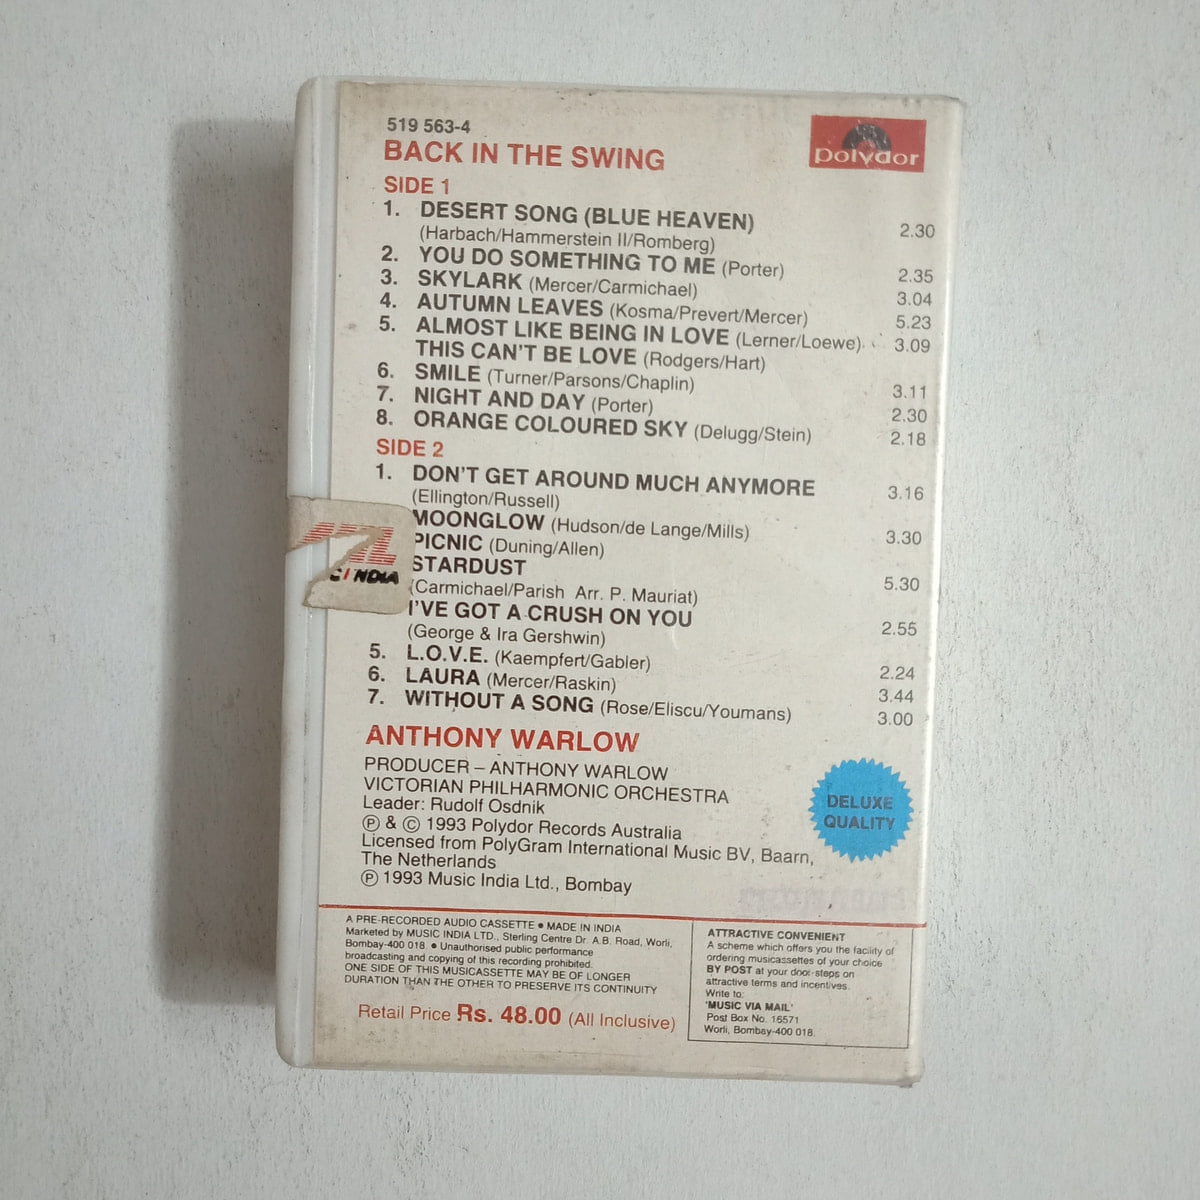 519 563-4
polydor
BACK IN THE SWING
SIDE 1
1. DESERT SONG (BLUE HEAVEN) 2.30
(Harbach/Hammerstein II/Romberg)
2. YOU DO SOMETHING TO ME (Porter) 2.35
3. SKYLARK (Mercer/Carmichael) 3.04
4. AUTUMN LEAVES (Kosma/Prevert/Mercer) 5.23
5. ALMOST LIKE BEING IN LOVE (Lerner/Loewe) 3.09
THIS CAN'T BE LOVE (Rodgers/Hart)
6. SMILE (Turner/Parsons/Chaplin) 3.11
7. NIGHT AND DAY (Porter) 2.30
8. ORANGE COLOURED SKY (Delugg/Stein) 2.18
SIDE 2
1. DON'T GET AROUND MUCH ANYMORE 3.16
(Ellington/Russell)
MOONGLOW (Hudson/de Lange/Mills) 3.30
PICNIC (Duning/Allen)
STARDUST 5.30
(Carmichael/Parish Arr. P. Mauriat)
I'VE GOT A CRUSH ON YOU 2.55
(George & Ira Gershwin)
5. L.O.V.E. (Kaempfert/Gabler) 2.24
6. LAURA (Mercer/Raskin) 3.44
7. WITHOUT A SONG (Rose/Eliscu/Youmans) 3.00
C INDIA
ANTHONY WARLOW
PRODUCER – ANTHONY WARLOW
VICTORIAN PHILHARMONIC ORCHESTRA
Leader: Rudolf Osdnik
℗ & © 1993 Polydor Records Australia
Licensed from PolyGram International Music BV, Baarn,
The Netherlands
℗ 1993 Music India Ltd., Bombay
DELUXE
QUALITY
A PRE-RECORDED AUDIO CASSETTE ● MADE IN INDIA
Marketed by MUSIC INDIA LTD., Sterling Centre Dr. A.B. Road, Worli,
Bombay-400 018 ● Unauthorised public performance
broadcasting and copying of this recording prohibited.
ONE SIDE OF THIS MUSICASSETTE MAY BE OF LONGER
DURATION THAN THE OTHER TO PRESERVE ITS CONTINUITY
Retail Price Rs. 48.00 (All Inclusive)
ATTRACTIVE CONVENIENT
A scheme which offers you the facility of
ordering musicassettes of your choice
BY POST at your door-steps on
attractive terms and incentives.
Write to:
'MUSIC VIA MAIL'
Post Box No. 16571
Worli, Bombay-400 018.